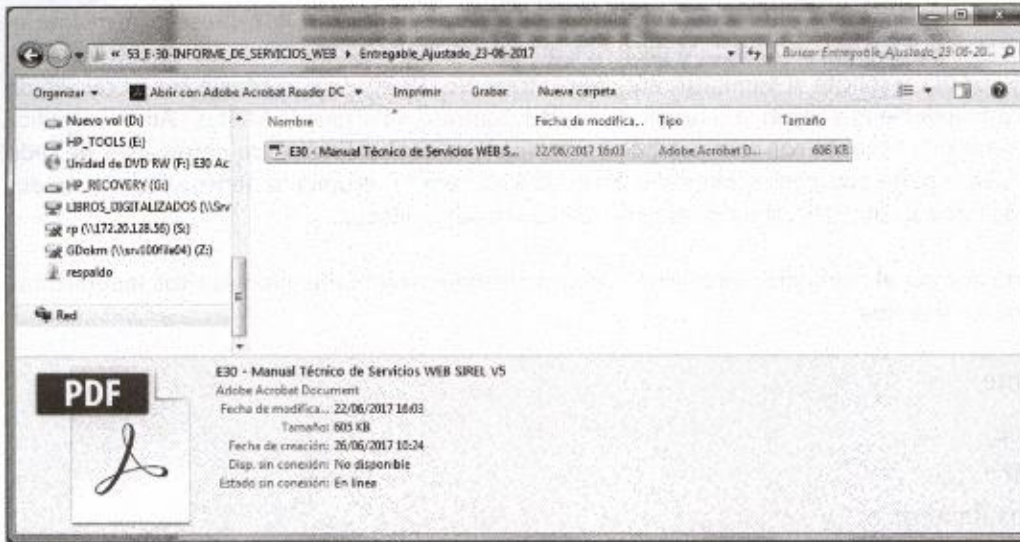 « 53_E-30-INFORME_DE_SERVICIOS_WEB ▸ Entregable_Ajustado_23-06-2017
Buscar Entregable_Ajustado_23-06-20...
Organizar ▾ Abrir con Adobe Acrobat Reader DC ▾ Imprimir Grabar Nueva carpeta
Nuevo vol (D:)
HP_TOOLS (E:)
Unidad de DVD RW (F:) E30 Ac
HP_RECOVERY (G:)
LIBROS_DIGITALIZADOS (\\Srv
rp (\\172.20.128.56) (S:)
GDokm (\\srv100file04) (Z:)
respaldo
Red
Nombre Fecha de modifica... Tipo Tamaño
E30 - Manual Técnico de Servicios WEB S... 22/06/2017 16:03 Adobe Acrobat D... 606 KB
PDF
E30 - Manual Técnico de Servicios WEB SIREL V5
Adobe Acrobat Document
Fecha de modifica... 22/06/2017 16:03
Tamaño: 605 KB
Fecha de creación: 26/06/2017 10:24
Disp. sin conexión: No disponible
Estado sin conexión: En línea